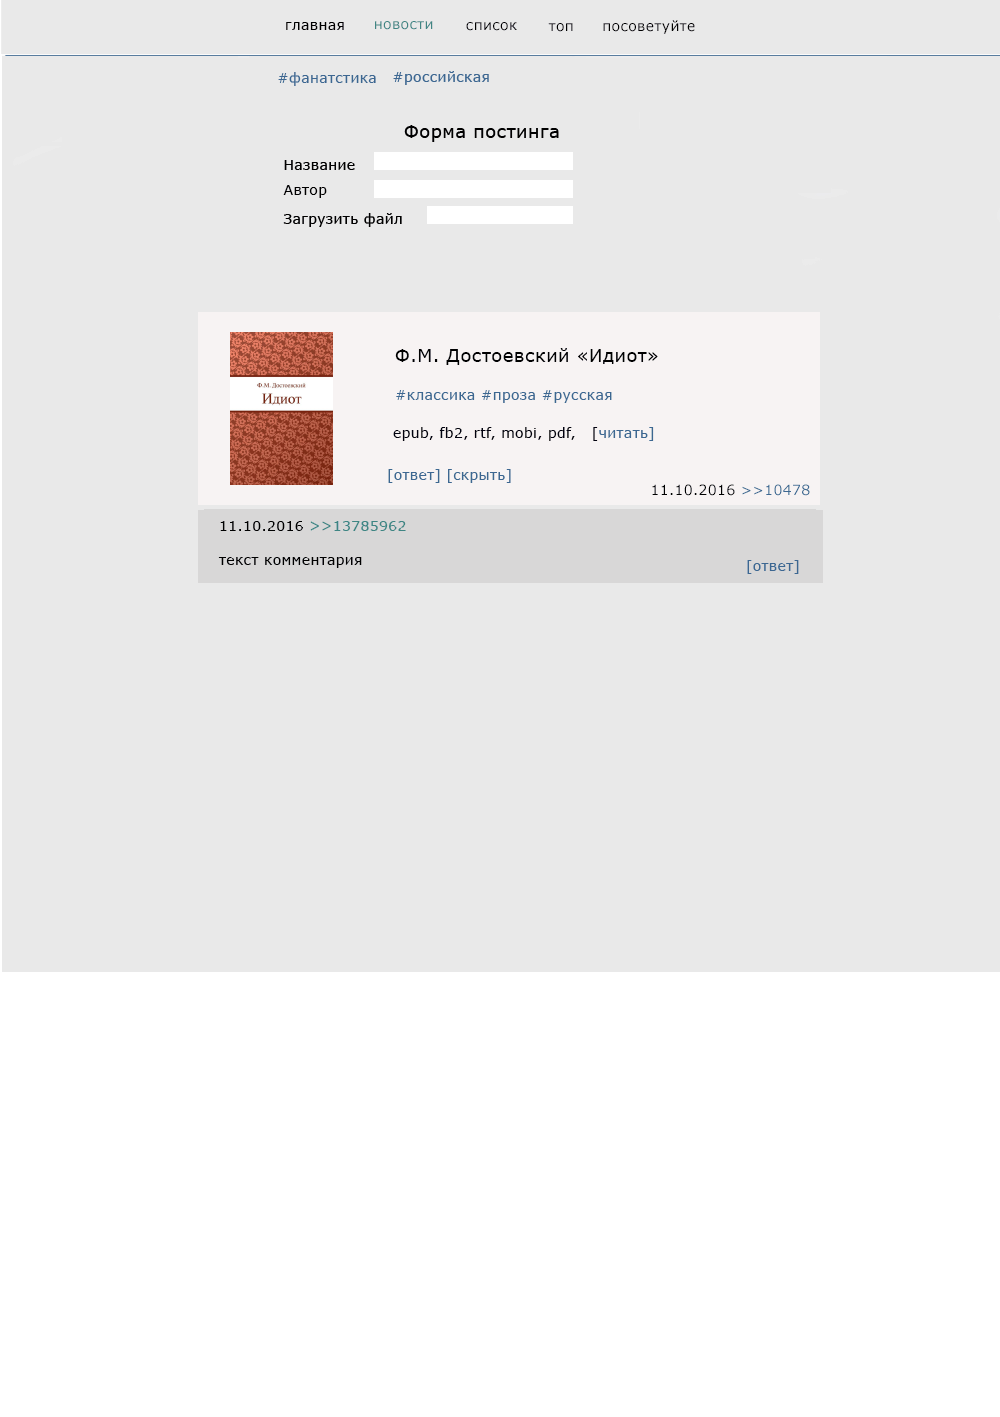 главная новости список топ посоветуйте
#фанатстика #российская
Форма постинга
Название
Автор
Загрузить файл
Ф.М. Достоевский
Идиот
Ф.М. Достоевский «Идиот»
#классика #проза #русская
epub, fb2, rtf, mobi, pdf, [читать]
[ответ] [скрыть]
11.10.2016 >>10478
11.10.2016 >>13785962
текст комментария
[ответ]